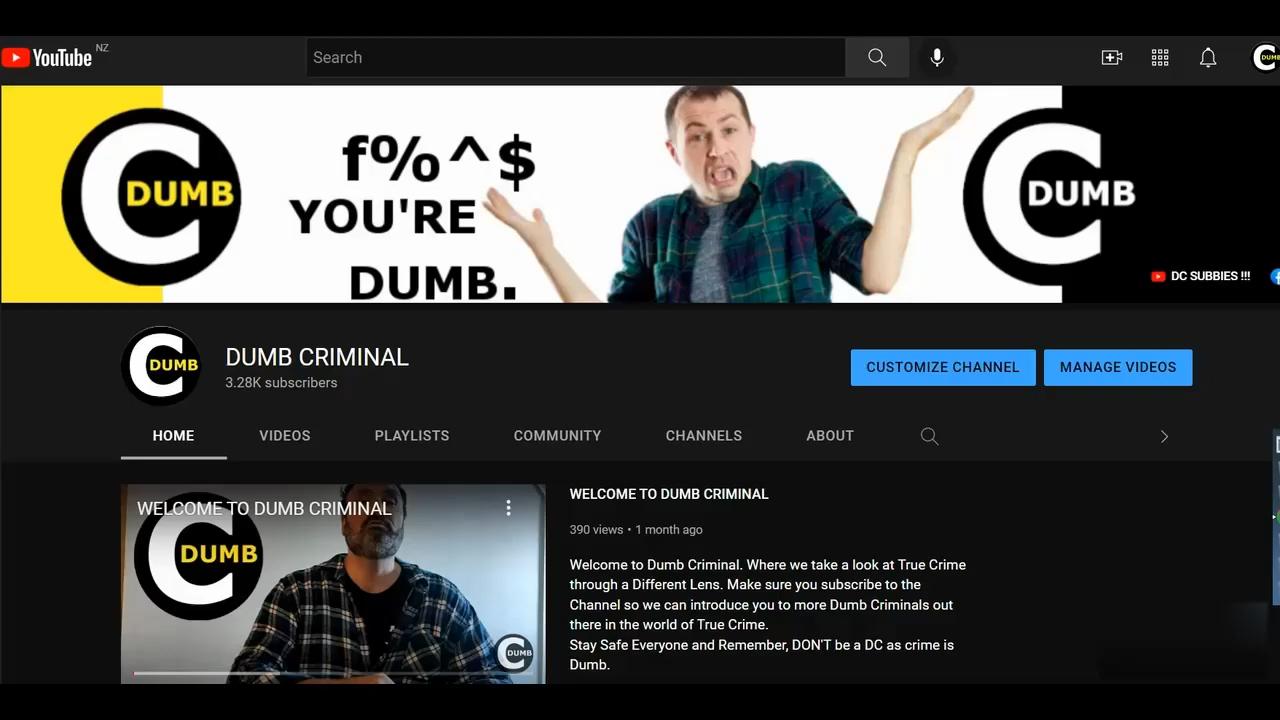 YouTube NZ
Search
DUMB
f%^$
YOU'RE
DUMB.
C DUMB
C DUMB
DC SUBBIES !!!
C DUMB
DUMB CRIMINAL
3.28K subscribers
CUSTOMIZE CHANNEL
MANAGE VIDEOS
HOME
VIDEOS
PLAYLISTS
COMMUNITY
CHANNELS
ABOUT
WELCOME TO DUMB CRIMINAL
C DUMB
C DUMB
WELCOME TO DUMB CRIMINAL
390 views • 1 month ago
Welcome to Dumb Criminal. Where we take a look at True Crime
through a Different Lens. Make sure you subscribe to the
Channel so we can introduce you to more Dumb Criminals out
there in the world of True Crime.
Stay Safe Everyone and Remember, DON'T be a DC as crime is
Dumb.